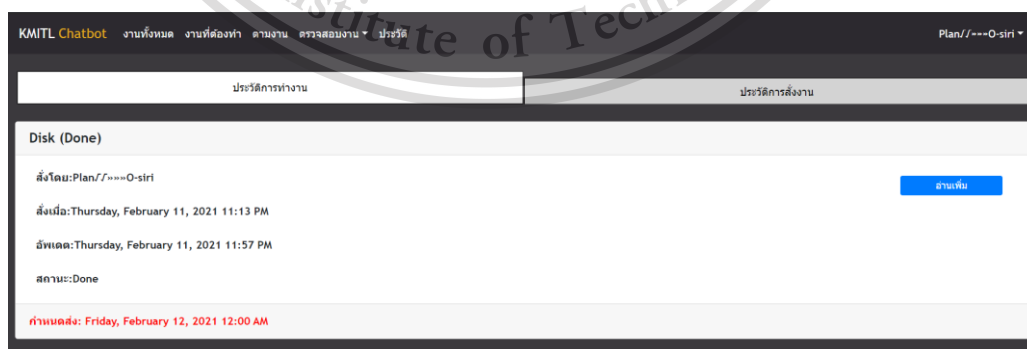 KMITL Chatbot งานทั้งหมด งานที่ต้องทำ ตามงาน ตรวจสอบงาน ประวัติ Plan//===O-siri
itute of Tech
ประวัติการทำงาน ประวัติการสั่งงาน
Disk (Done)
สั่งโดย:Plan//»»»O-siri
อ่านเพิ่ม
สั่งเมื่อ:Thursday, February 11, 2021 11:13 PM
อัพเดต:Thursday, February 11, 2021 11:57 PM
สถานะ:Done
กำหนดส่ง: Friday, February 12, 2021 12:00 AM